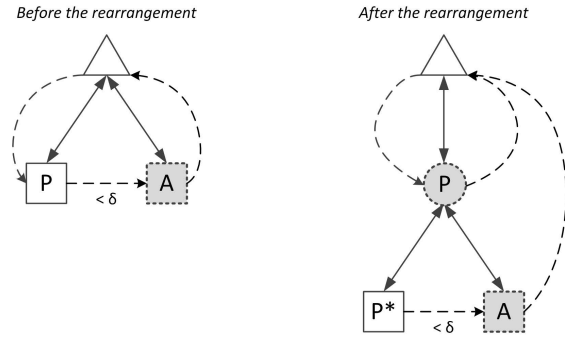 Before the rearrangement
After the rearrangement
P
A
< δ
P
P*
A
< δ